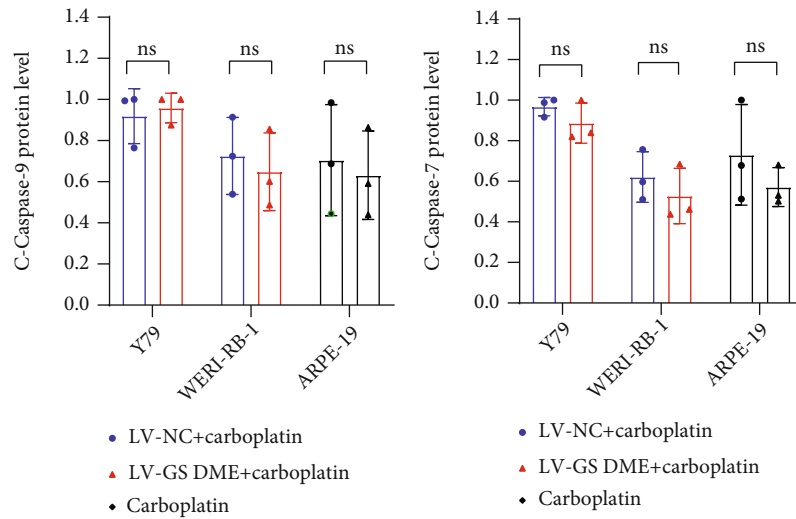 C-Caspase-9 protein level
1.4
1.2
1.0
0.8
0.6
0.4
0.2
0.0
ns
ns
ns
Y79
WERI-RB-1
ARPE-19
LV-NC+carboplatin
LV-GS DME+carboplatin
Carboplatin
C-Caspase-7 protein level
1.4
1.2
1.0
0.8
0.6
0.4
0.2
0.0
ns
ns
ns
Y79
WERI-RB-1
ARPE-19
LV-NC+carboplatin
LV-GS DME+carboplatin
Carboplatin